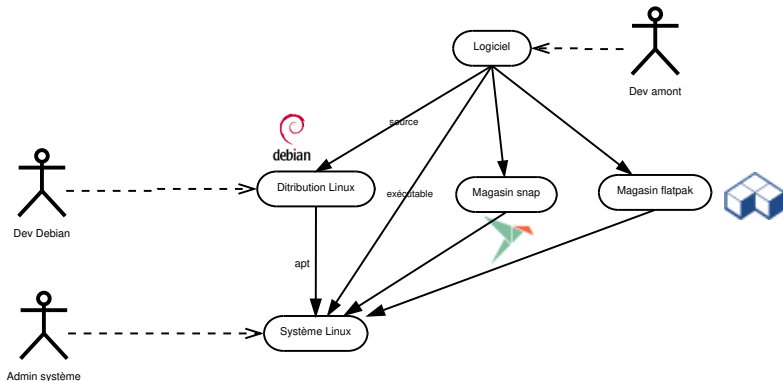 Logiciel
Dev amont
source
debian
Ditribution Linux
exécutable
Magasin snap
Magasin flatpak
Dev Debian
apt
Système Linux
Admin système